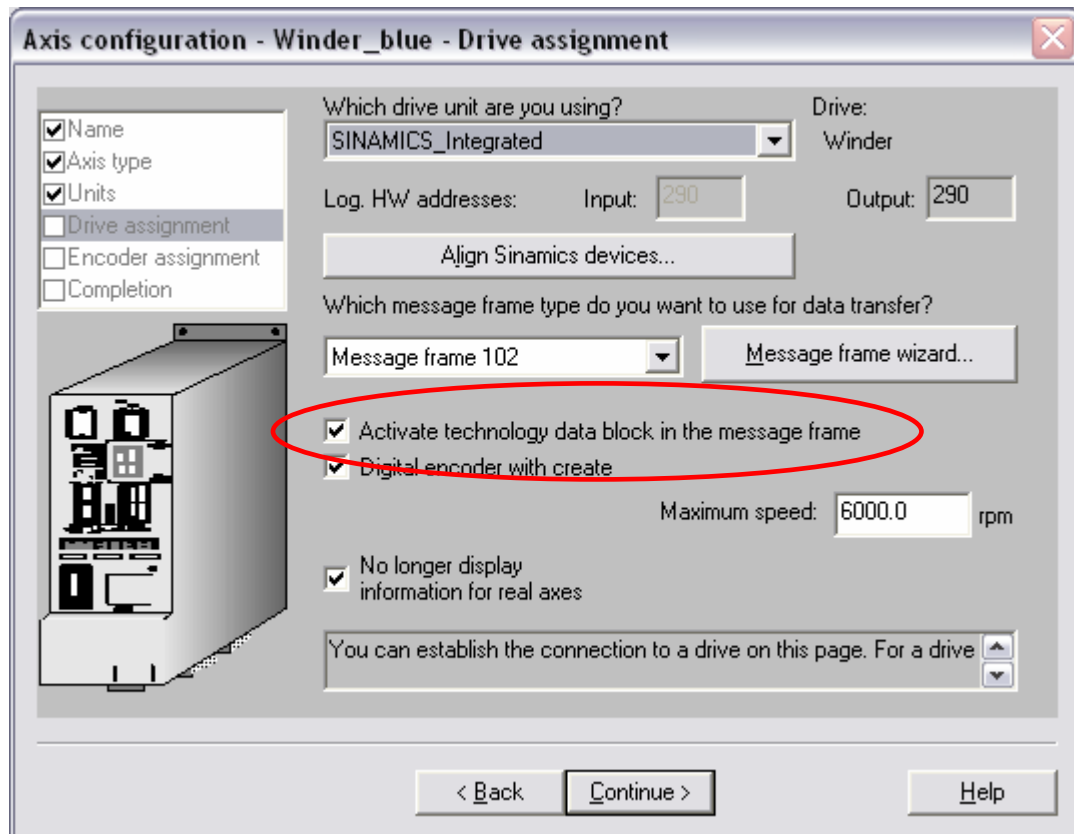 Axis configuration - Winder_blue - Drive assignment
Name
Axis type
Units
Drive assignment
Encoder assignment
Completion
Which drive unit are you using?
Drive:
SINAMICS_Integrated
Winder
Log. HW addresses:
Input:
290
Output:
290
Align Sinamics devices...
Which message frame type do you want to use for data transfer?
Message frame 102
Message frame wizard...
Activate technology data block in the message frame
Digital encoder with create
Maximum speed:
6000.0
rpm
No longer display
information for real axes
You can establish the connection to a drive on this page. For a drive
< Back
Continue >
Help